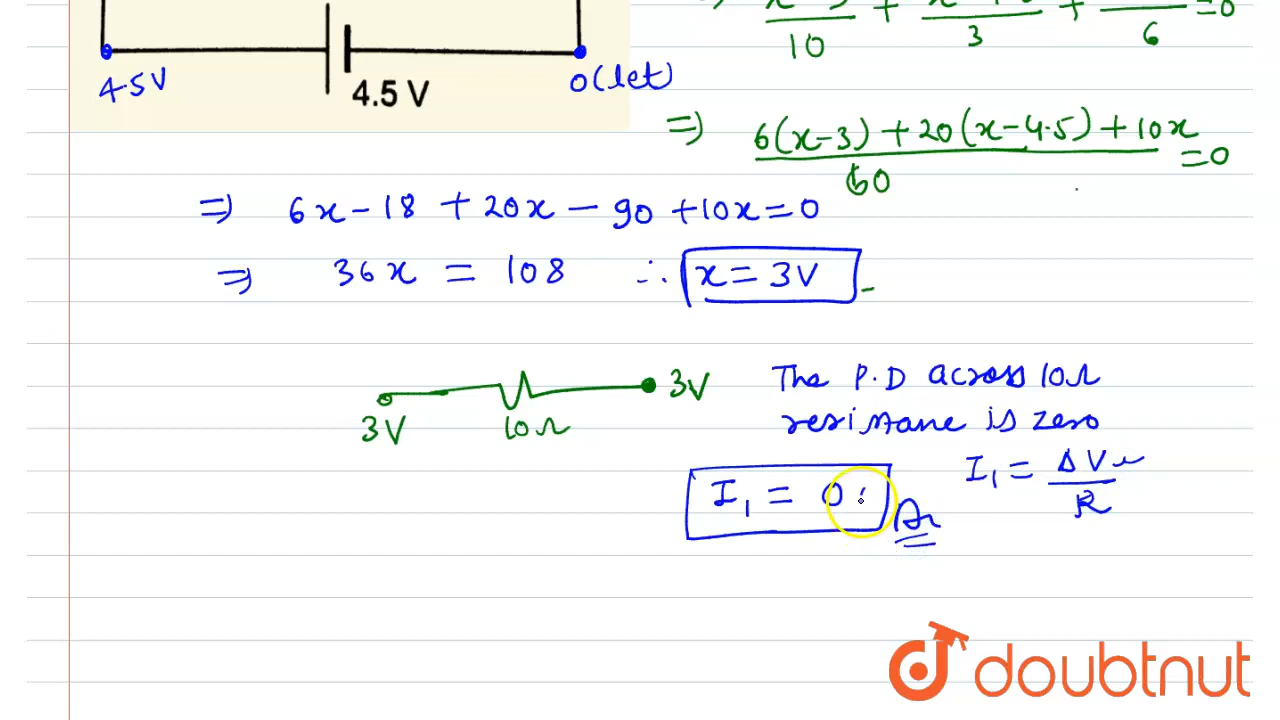 10 + 3 + 6 =0
4.5V
4.5 V
0(let)
=) 6(x-3)+20(x-4.5)+10x
=0
60
=) 6x-18 +20x - 90 +10x=0
=) 36x = 108 ∴ x=3V
3V
10Ω
3V
The P.D across 10Ω
resistane is zero
I₁ = ΔV
R
I₁ = 0
doubtnut